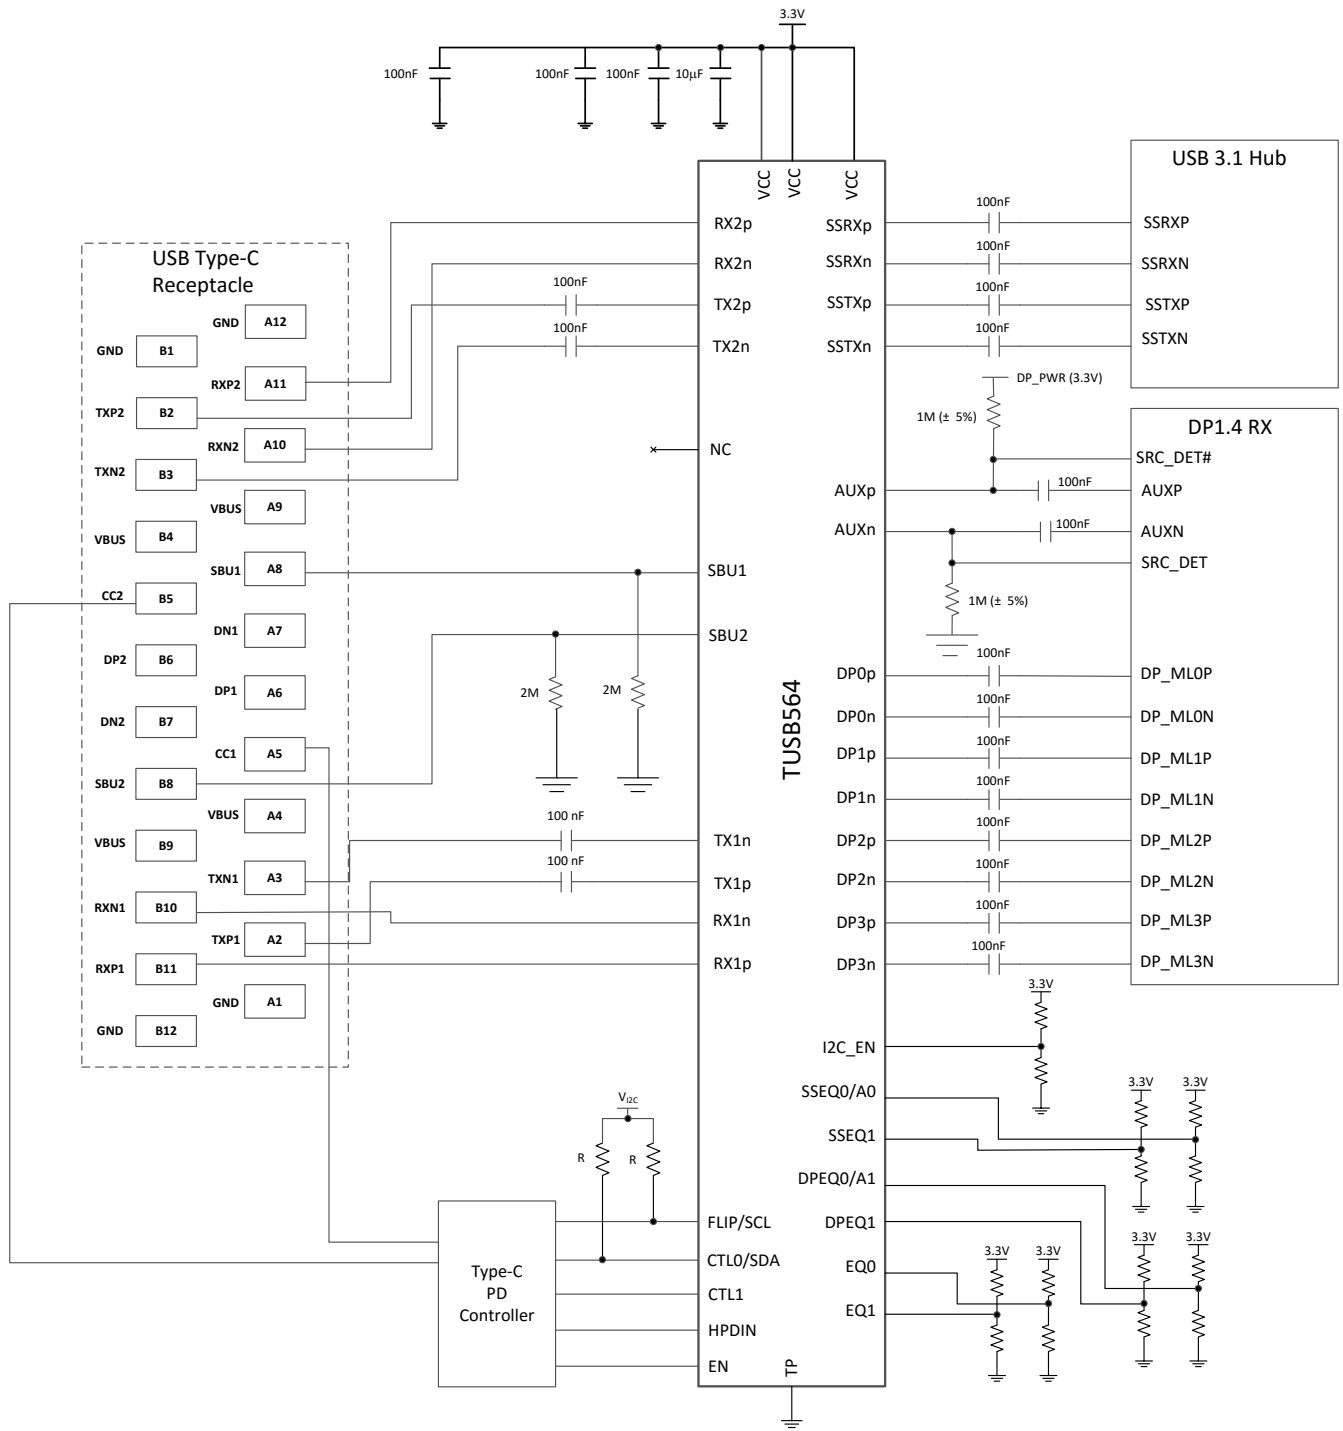 3.3V
100nF
100nF
100nF
10µF
VCC
VCC
VCC
USB Type-C
Receptacle
GND
A12
GND
B1
RXP2
A11
TXP2
B2
RXN2
A10
TXN2
B3
VBUS
A9
VBUS
B4
SBU1
A8
CC2
B5
DN1
A7
DP2
B6
DP1
A6
DN2
B7
CC1
A5
SBU2
B8
VBUS
A4
VBUS
B9
TXN1
A3
RXN1
B10
TXP1
A2
RXP1
B11
GND
A1
GND
B12
100nF
100nF
2M
2M
100 nF
100 nF
VI2C
R
R
Type-C
PD
Controller
RX2p
RX2n
TX2p
TX2n
NC
SBU1
SBU2
TX1n
TX1p
RX1n
RX1p
FLIP/SCL
CTL0/SDA
CTL1
HPDIN
EN
TP
TUSB564
SSRXp
SSRXn
SSTXp
SSTXn
AUXp
AUXn
DP0p
DP0n
DP1p
DP1n
DP2p
DP2n
DP3p
DP3n
I2C_EN
SSEQ0/A0
SSEQ1
DPEQ0/A1
DPEQ1
EQ0
EQ1
100nF
100nF
100nF
100nF
DP_PWR (3.3V)
1M (± 5%)
100nF
100nF
1M (± 5%)
100nF
100nF
100nF
100nF
100nF
100nF
100nF
100nF
3.3V
3.3V
3.3V
3.3V
3.3V
3.3V
3.3V
USB 3.1 Hub
SSRXP
SSRXN
SSTXP
SSTXN
DP1.4 RX
SRC_DET#
AUXP
AUXN
SRC_DET
DP_ML0P
DP_ML0N
DP_ML1P
DP_ML1N
DP_ML2P
DP_ML2N
DP_ML3P
DP_ML3N